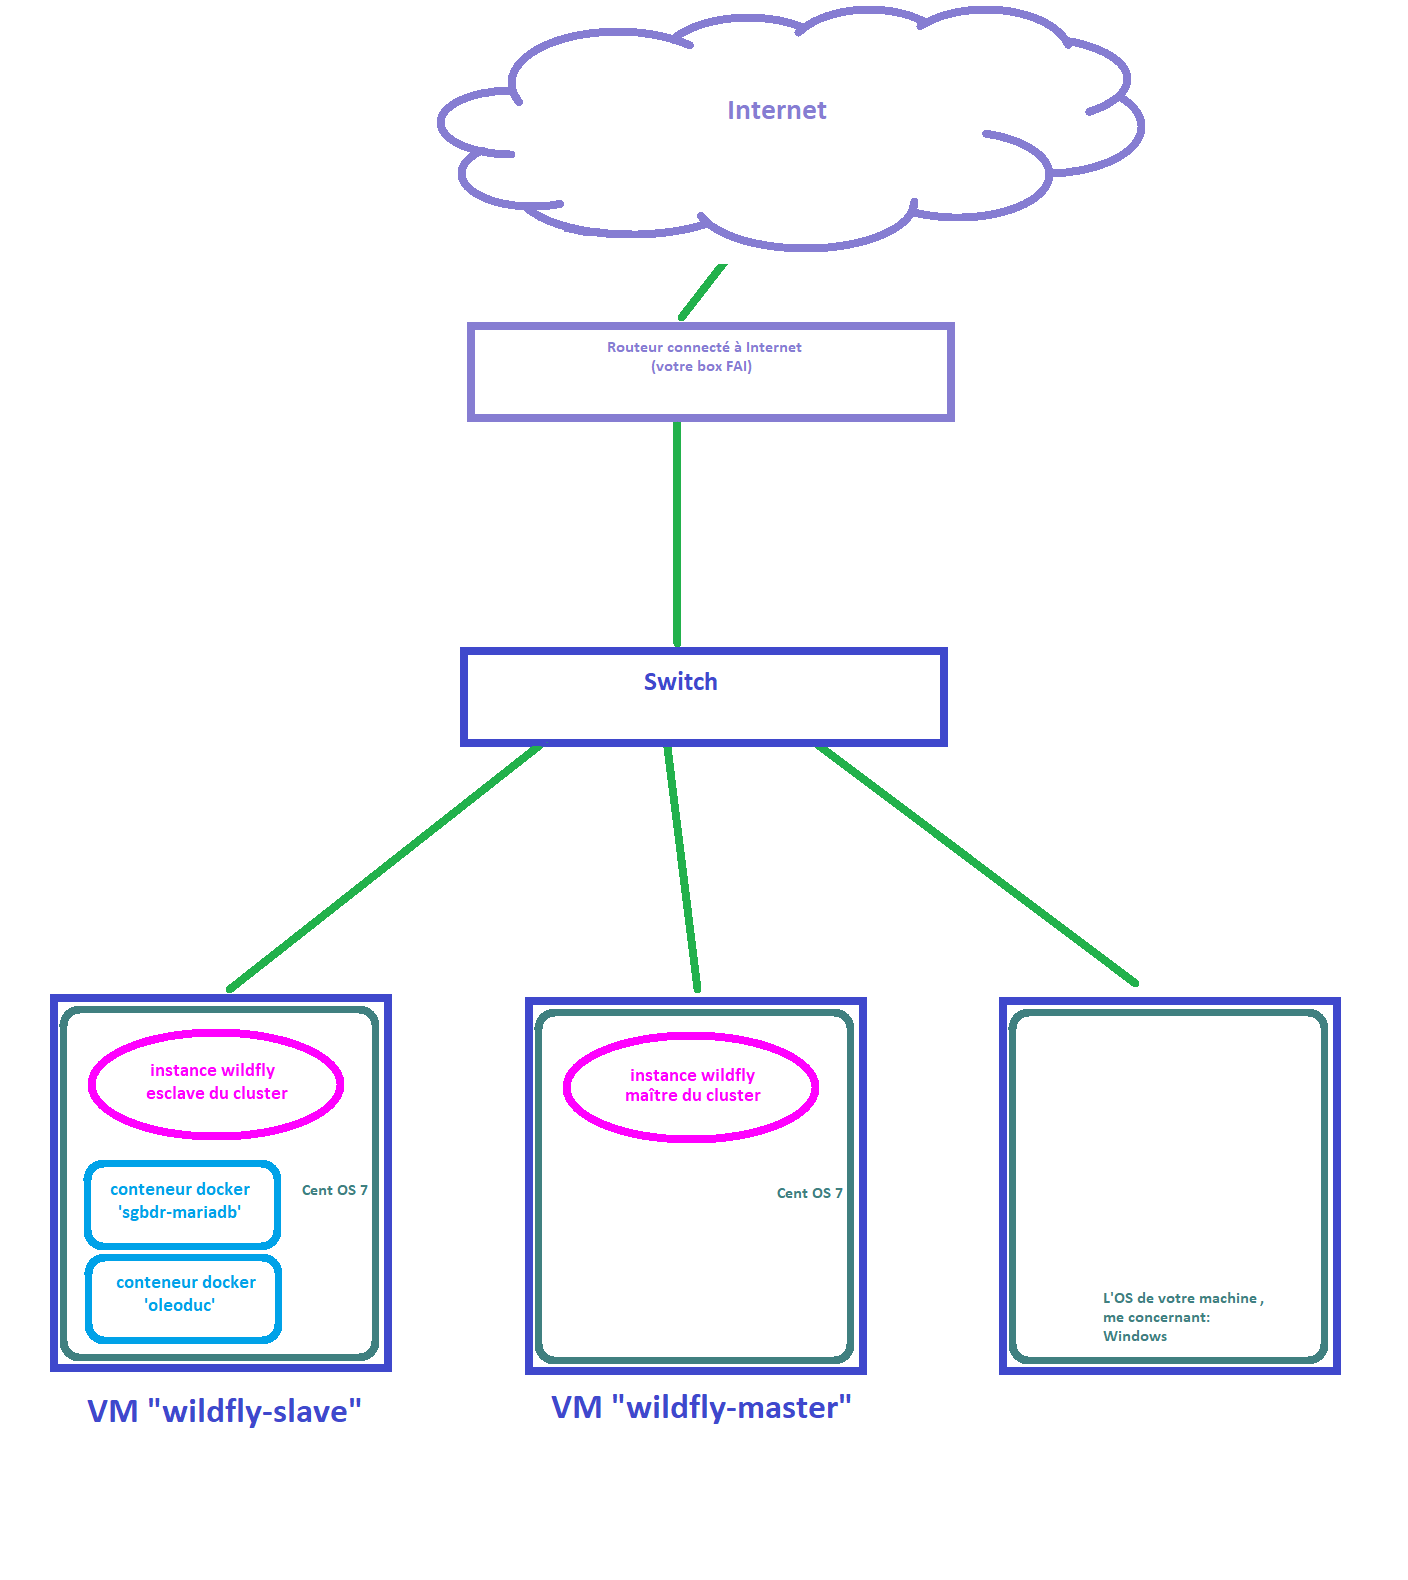 Internet
Routeur connecté à Internet
(votre box FAI)
Switch
instance wildfly
esclave du cluster
conteneur docker
'sgbdr-mariadb'
Cent OS 7
conteneur docker
'oleoduc'
VM "wildfly-slave"
instance wildfly
maître du cluster
Cent OS 7
VM "wildfly-master"
L'OS de votre machine ,
me concernant:
Windows